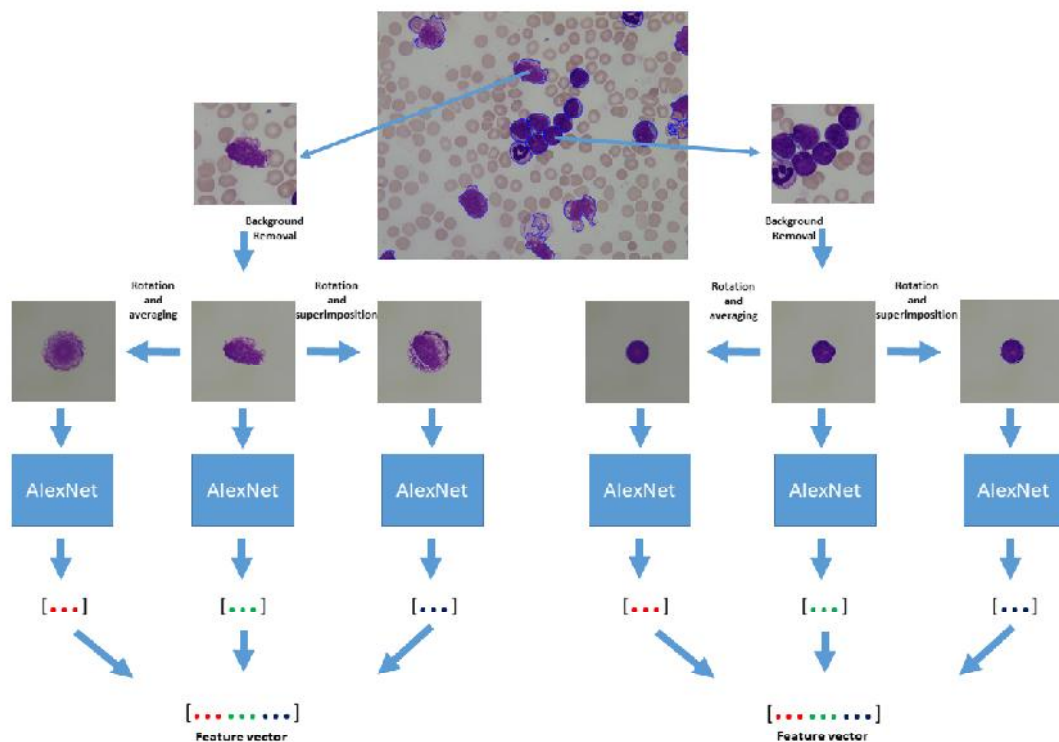 Background
Removal
Background
Removal
Rotation
and
averaging
Rotation
and
superimposition
Rotation
and
averaging
Rotation
and
superimposition
AlexNet
AlexNet
AlexNet
AlexNet
AlexNet
AlexNet
[...]
[...]
[...]
[...]
[...]
[...]
[... ... ...]
[... ... ...]
Feature vector
Feature vector